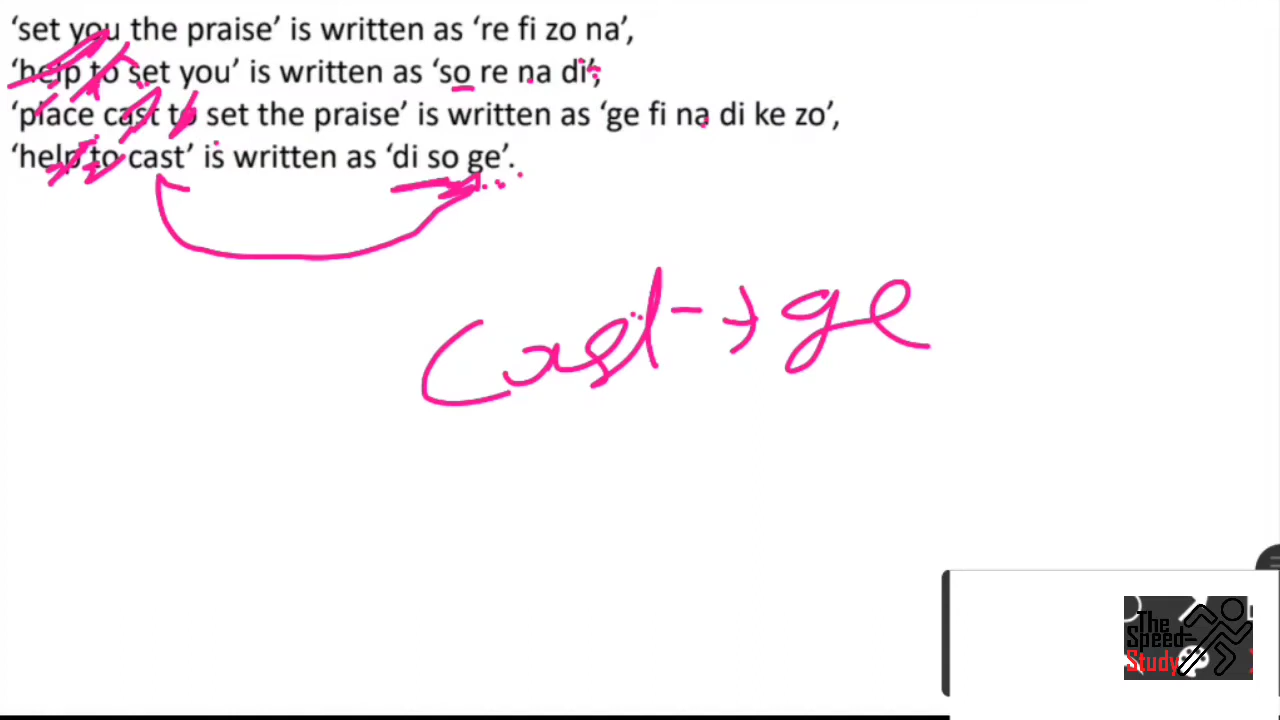 ‘set you the praise’ is written as ‘re fi zo na’,
‘help to set you’ is written as ‘so re na di’,
‘place cast to set the praise’ is written as ‘ge fi na di ke zo’,
‘help to cast’ is written as ‘di so ge’.
Cast → ge
The
Speed
Study